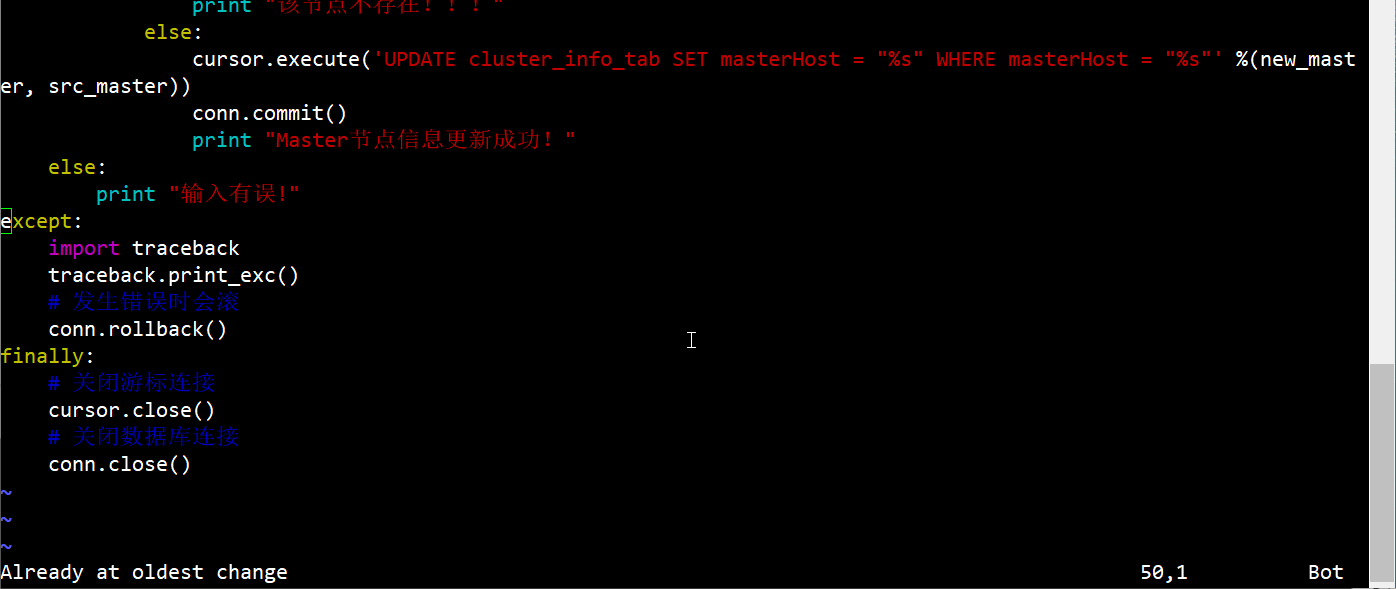 print "该节点不存在！！！"
else:
cursor.execute('UPDATE cluster_info_tab SET masterHost = "%s" WHERE masterHost = "%s"' %(new_mast
er, src_master))
conn.commit()
print "Master节点信息更新成功！"
else:
print "输入有误!"
except:
import traceback
traceback.print_exc()
# 发生错误时会滚
conn.rollback()
finally:
# 关闭游标连接
cursor.close()
# 关闭数据库连接
conn.close()
~
~
~
Already at oldest change 50,1 Bot